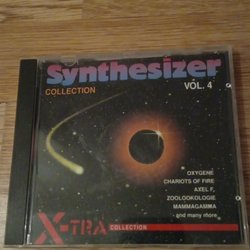 Synthesizer
COLLECTION
VOL. 4
OXYGENE
CHARIOTS OF FIRE
AXEL F,
ZOOLOOKOLOGIE
MAMMAGAMMA
and many more
X-TRA
COLLECTION